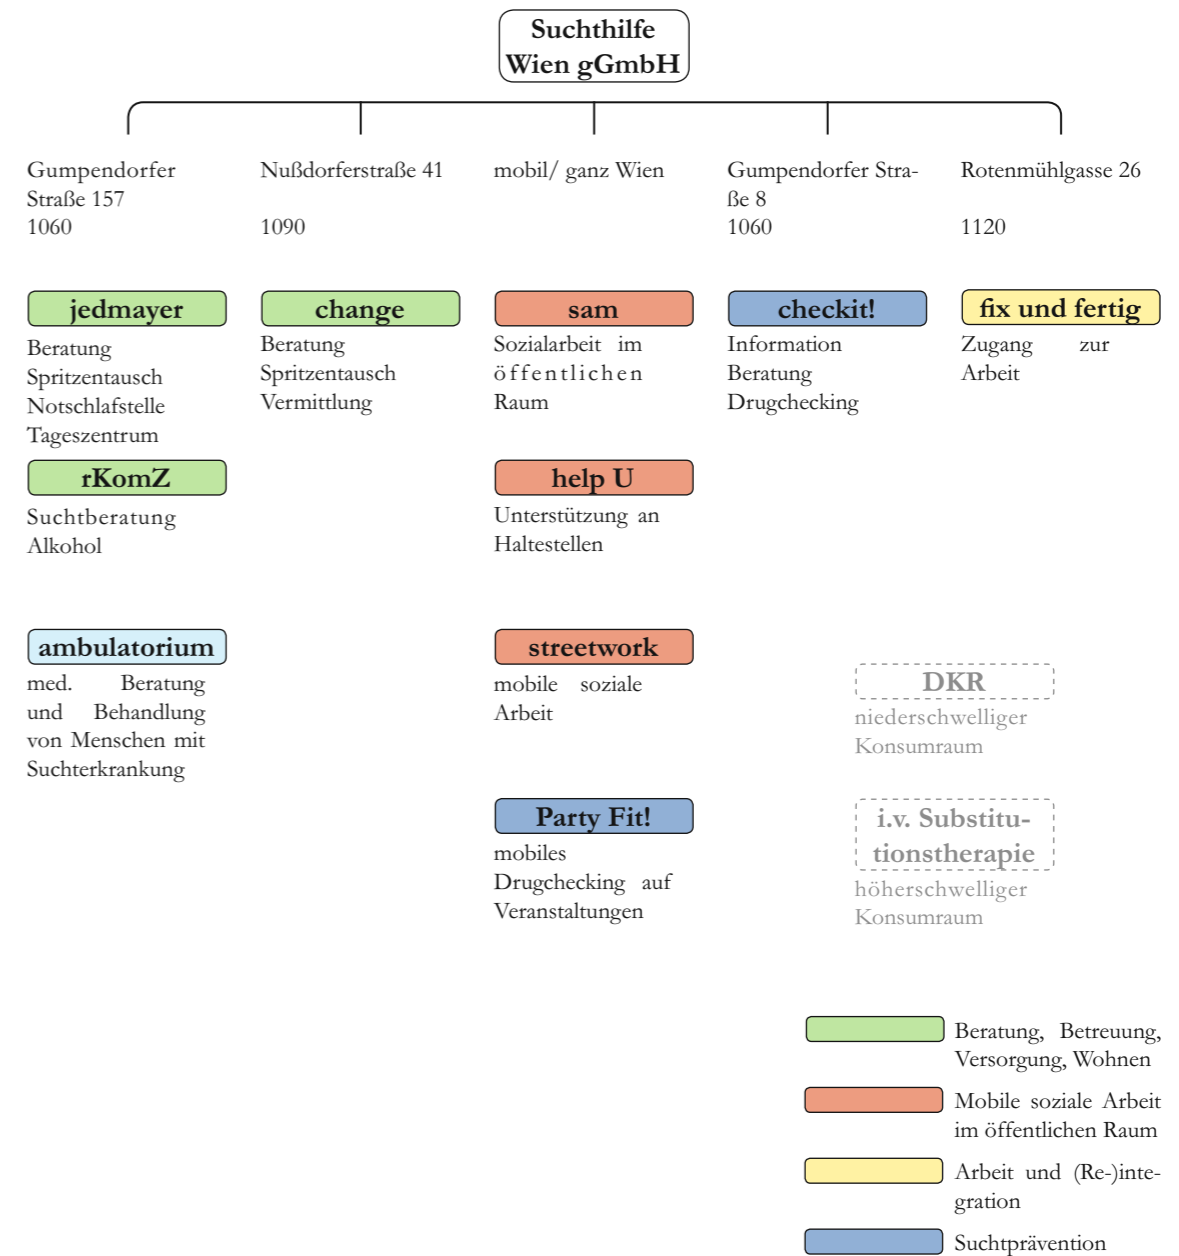 Suchthilfe
Wien gGmbH
Gumpendorfer
Straße 157
1060
Nußdorferstraße 41
1090
mobil/ ganz Wien
Gumpendorfer Stra-
ße 8
1060
Rotenmühlgasse 26
1120
jedmayer
Beratung
Spritzentausch
Notschlafstelle
Tageszentrum
rKomZ
Suchtberatung
Alkohol
ambulatorium
med. Beratung
und Behandlung
von Menschen mit
Suchterkrankung
change
Beratung
Spritzentausch
Vermittlung
sam
Sozialarbeit im
öffentlichen
Raum
help U
Unterstützung an
Haltestellen
streetwork
mobile soziale
Arbeit
Party Fit!
mobiles
Drugchecking auf
Veranstaltungen
checkit!
Information
Beratung
Drugchecking
fix und fertig
Zugang zur
Arbeit
DKR
niederschwelliger
Konsumraum
i.v. Substitu-
tionstherapie
höherschwelliger
Konsumraum
Beratung, Betreuung,
Versorgung, Wohnen
Mobile soziale Arbeit
im öffentlichen Raum
Arbeit und (Re-)inte-
gration
Suchtprävention